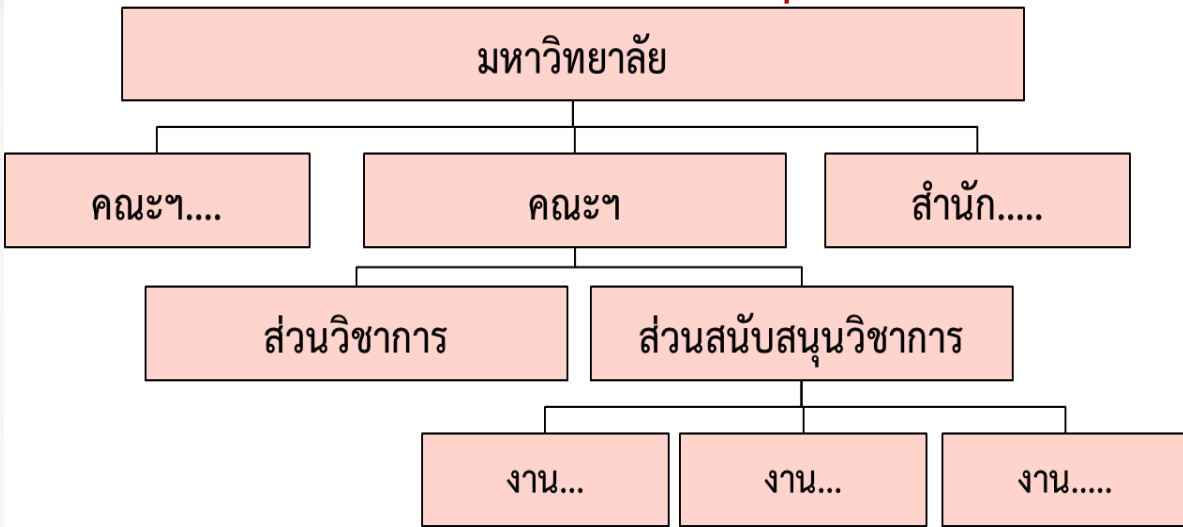 มหาวิทยาลัย
คณะฯ....
คณะฯ
สำนัก.....
ส่วนวิชาการ
ส่วนสนับสนุนวิชาการ
งาน...
งาน...
งาน.....